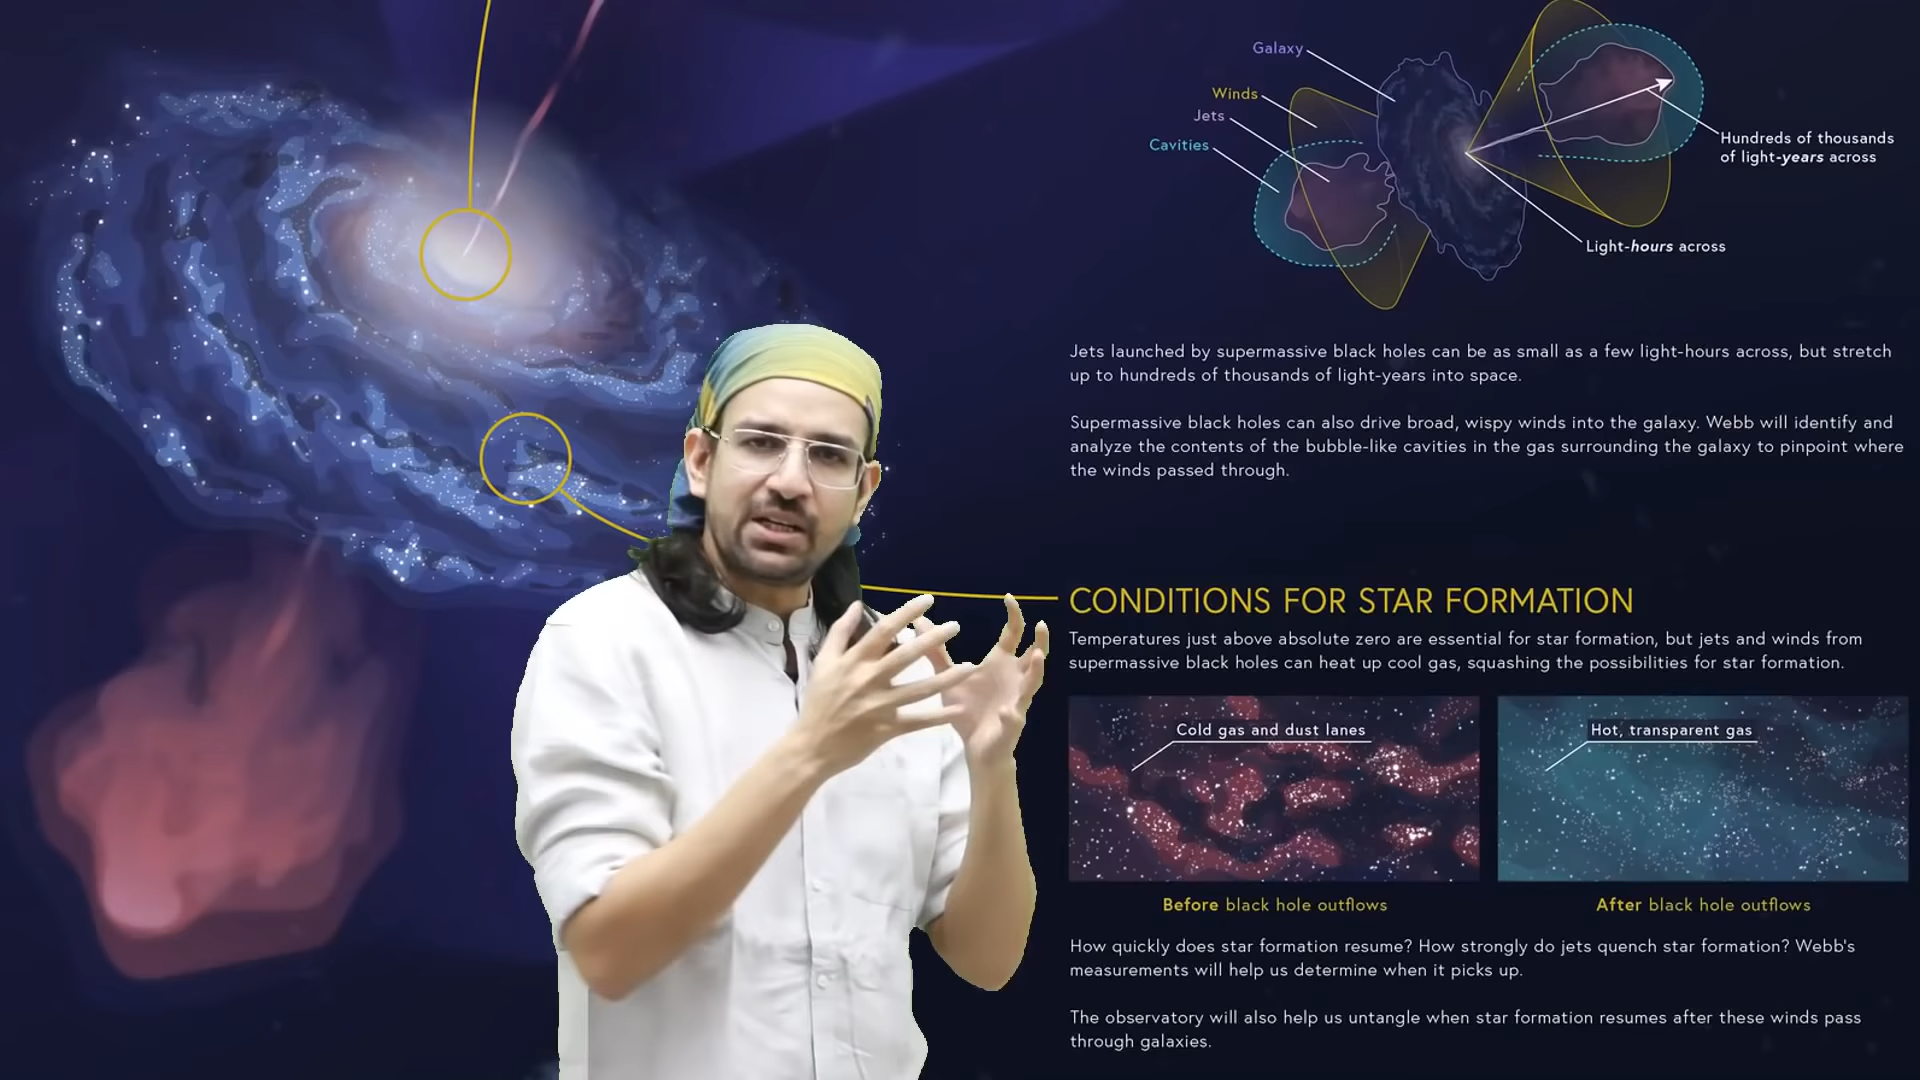 Galaxy
Winds
Jets
Cavities
Hundreds of thousands
of light-years across
Light-hours across
Jets launched by supermassive black holes can be as small as a few light-hours across, but stretch
up to hundreds of thousands of light-years into space.
Supermassive black holes can also drive broad, wispy winds into the galaxy. Webb will identify and
analyze the contents of the bubble-like cavities in the gas surrounding the galaxy to pinpoint where
the winds passed through.
CONDITIONS FOR STAR FORMATION
Temperatures just above absolute zero are essential for star formation, but jets and winds from
supermassive black holes can heat up cool gas, squashing the possibilities for star formation.
Cold gas and dust lanes
Hot, transparent gas
Before black hole outflows
After black hole outflows
How quickly does star formation resume? How strongly do jets quench star formation? Webb's
measurements will help us determine when it picks up.
The observatory will also help us untangle when star formation resumes after these winds pass
through galaxies.